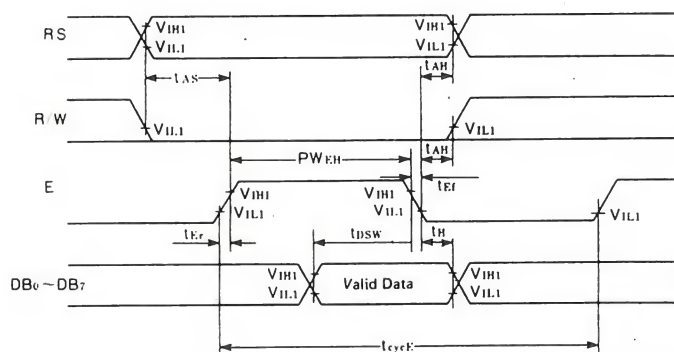 RS
VIH1
VIL1
tAS
VIH1
VIL1
tAH
R/W
VIL1
tAH
VIL1
PWEH
tEf
E
VIH1
VIL1
VIH1
VIL1
VIL1
tEr
tDSW
tH
DB0~DB7
VIH1
VIL1
Valid Data
VIH1
VIL1
tcycE